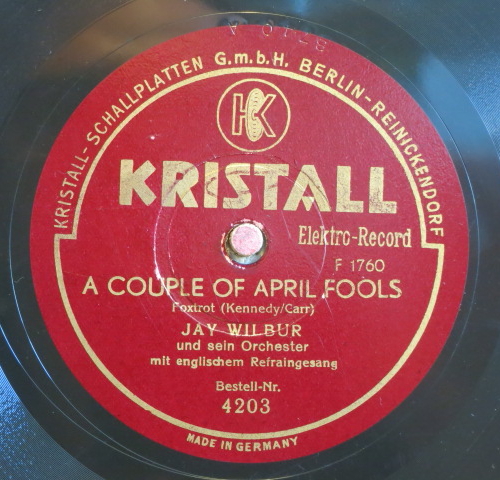 KRISTALL-SCHALLPLATTEN G.m.b.H. BERLIN-REINICKENDORF
K
KRISTALL
Elektro-Record
F 1760
A COUPLE OF APRIL FOOLS
Foxtrot (Kennedy/Carr)
JAY WILBUR
und sein Orchester
mit englischem Refraingesang
Bestell-Nr.
4203
MADE IN GERMANY